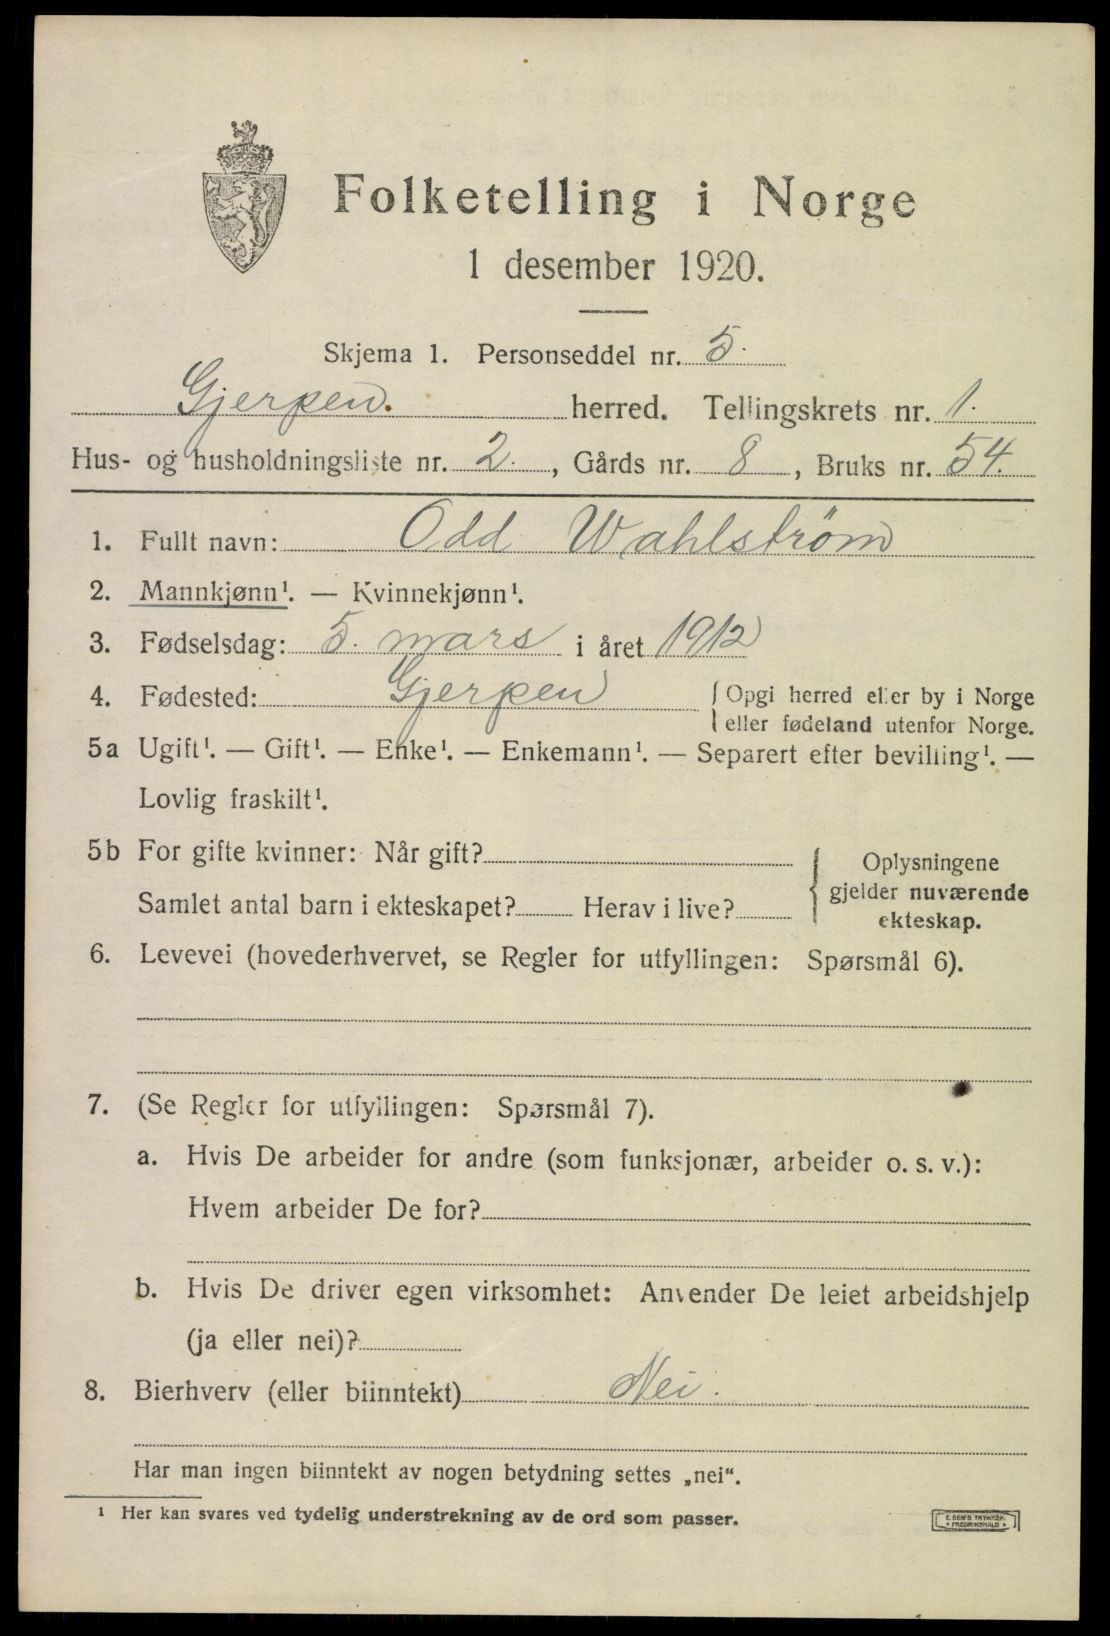 Folketelling i Norge
1 desember 1920.
Skjema 1. Personseddel nr. 5.
Gjerpen. herred. Tellingskrets nr. 1.
Hus- og husholdningsliste nr. 2. , Gårds nr. 8 , Bruks nr. 54.
1. Fullt navn: Odd Wahlstrøm
2. Mannkjønn¹. — Kvinnekjønn¹.
3. Fødselsdag: 5. mars i året 1912
4. Fødested: Gjerpen { Opgi herred eller by i Norge
eller fødeland utenfor Norge.
5a Ugift¹. — Gift¹. — Enke¹. — Enkemann¹. — Separert efter bevilling¹. —
Lovlig fraskilt¹.
5b For gifte kvinner: Når gift?
Samlet antal barn i ekteskapet? Herav i live?
{ Oplysningene
gjelder nuværende
ekteskap.
6. Levevei (hovederhvervet, se Regler for utfyllingen: Spørsmål 6).
7. (Se Regler for utfyllingen: Spørsmål 7).
a. Hvis De arbeider for andre (som funksjonær, arbeider o. s. v.):
Hvem arbeider De for?
b. Hvis De driver egen virksomhet: Anvender De leiet arbeidshjelp
(ja eller nei)?
8. Bierhverv (eller biinntekt) Nei.
Har man ingen biinntekt av nogen betydning settes „nei“.
¹ Her kan svares ved tydelig understrekning av de ord som passer.
FREDRIKSHALD